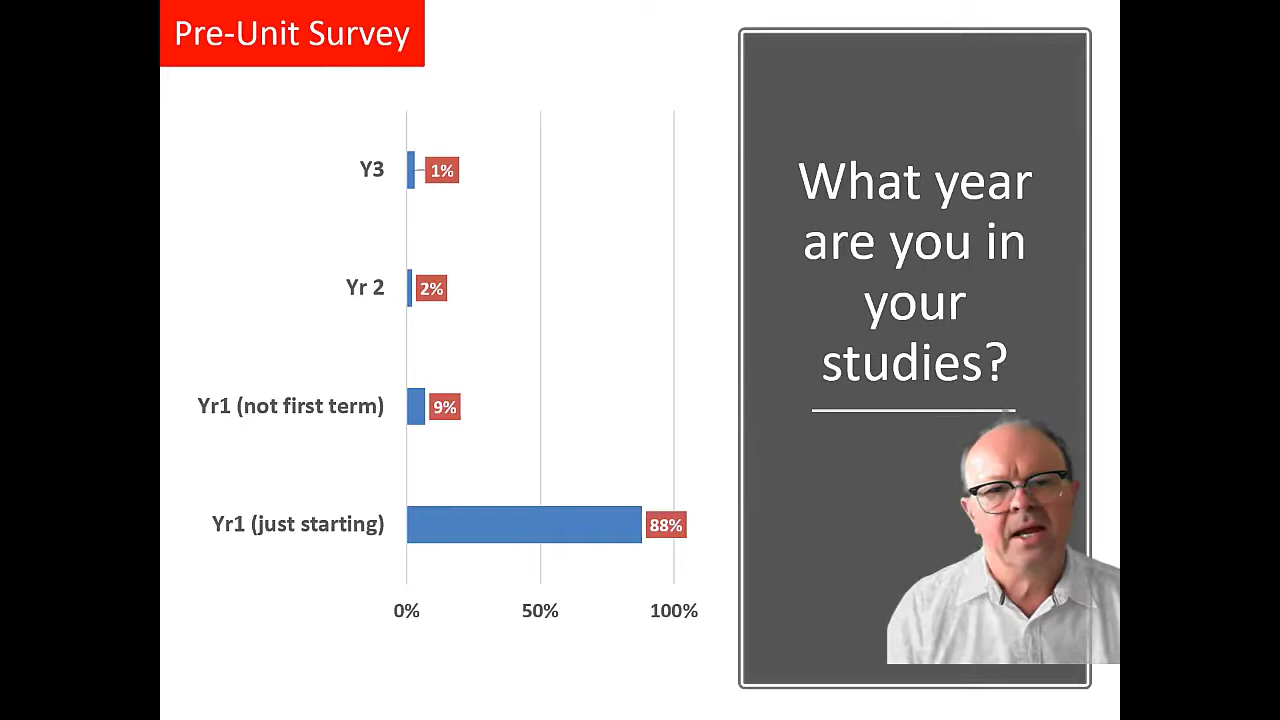 Pre-Unit Survey
Y3
1%
Yr 2
2%
Yr1 (not first term)
9%
Yr1 (just starting)
88%
0%
50%
100%
What year
are you in
your
studies?